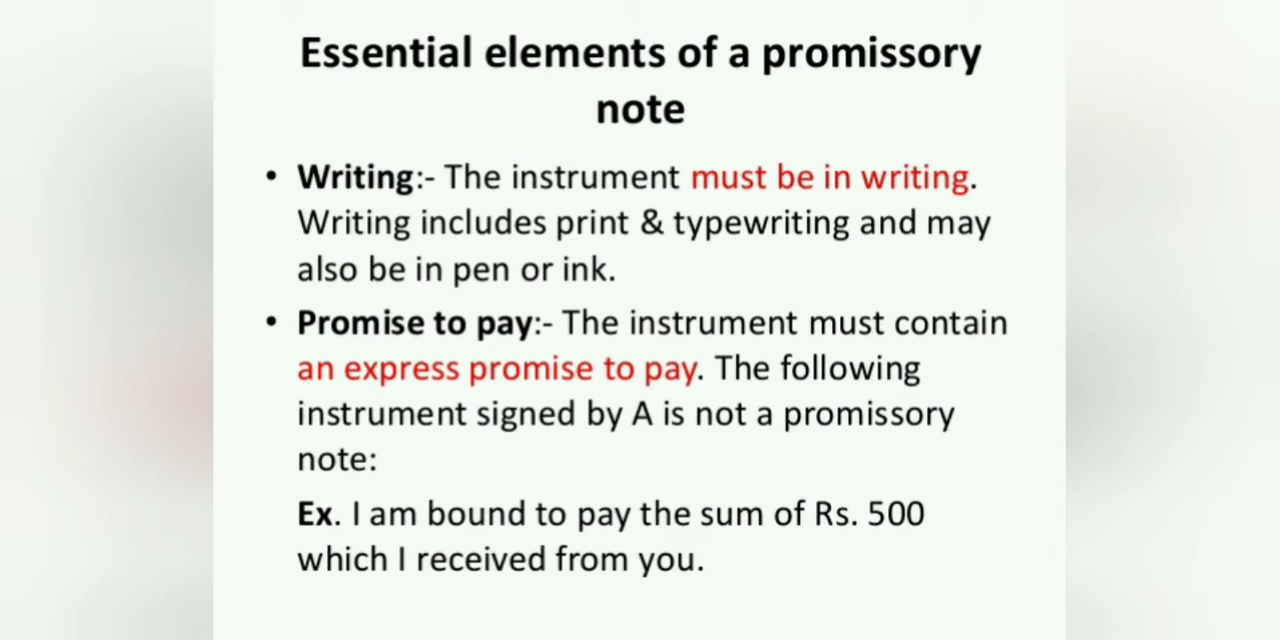 Essential elements of a promissory
note
• Writing:- The instrument must be in writing.
Writing includes print & typewriting and may
also be in pen or ink.
• Promise to pay:- The instrument must contain
an express promise to pay. The following
instrument signed by A is not a promissory
note:
Ex. I am bound to pay the sum of Rs. 500
which I received from you.